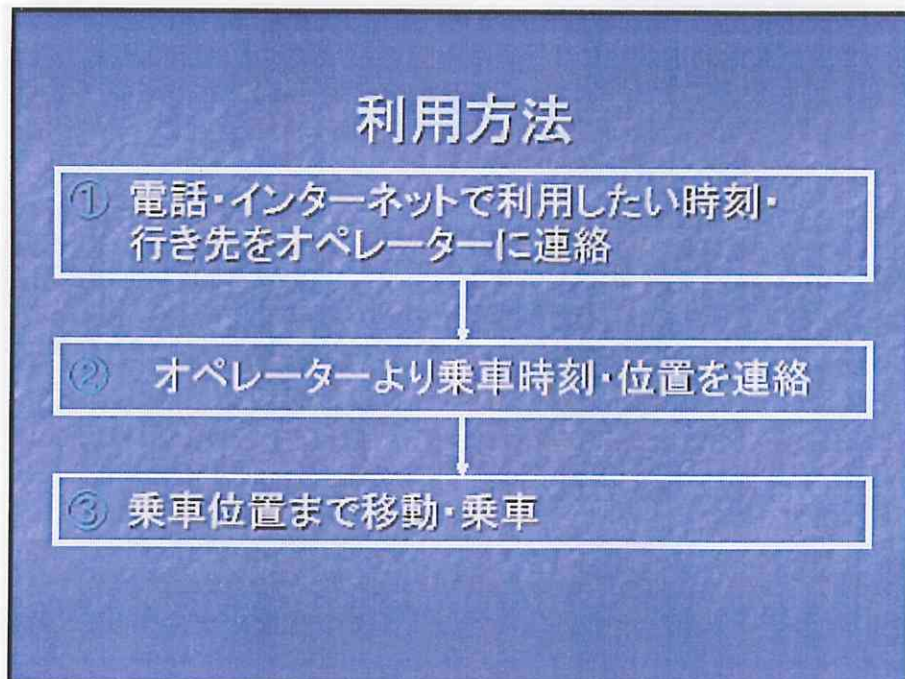 利用方法
① 電話・インターネットで利用したい時刻・
行き先をオペレーターに連絡
② オペレーターより乗車時刻・位置を連絡
③ 乗車位置まで移動・乗車